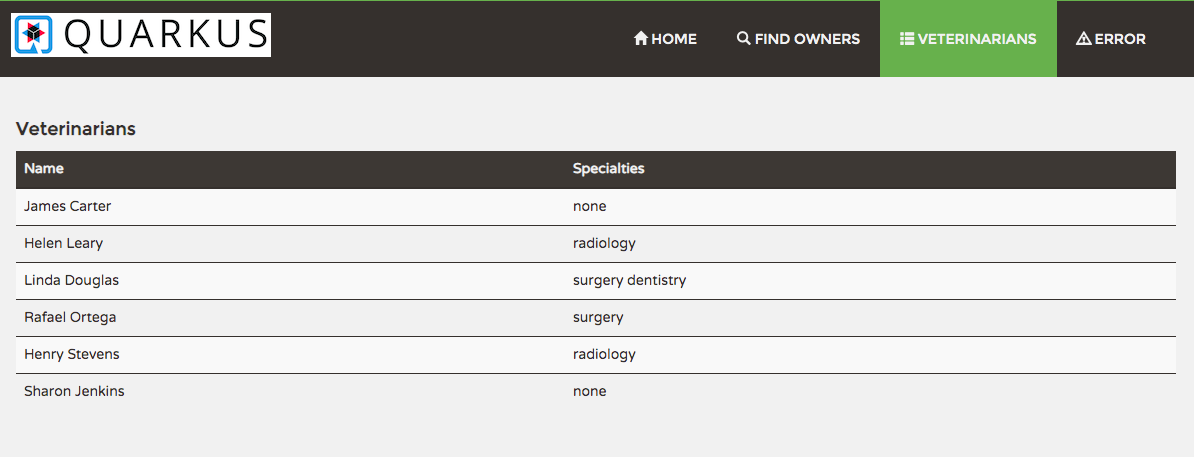 QUARKUS
HOME FIND OWNERS VETERINARIANS ERROR
Veterinarians
Name Specialties
James Carter none
Helen Leary radiology
Linda Douglas surgery dentistry
Rafael Ortega surgery
Henry Stevens radiology
Sharon Jenkins none